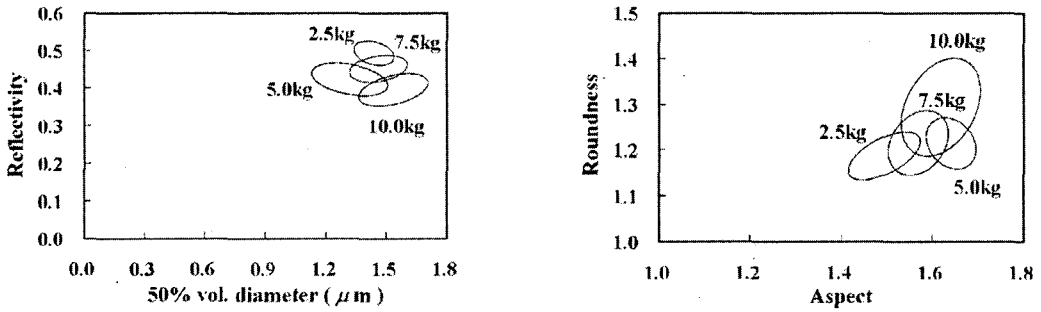 0.6
0.5
0.4
0.3
0.2
0.1
0.0
Reflectivity
2.5kg
7.5kg
5.0kg
10.0kg
0.0 0.3 0.6 0.9 1.2 1.5 1.8
50% vol. diameter ( μm )
1.5
1.4
1.3
1.2
1.1
1.0
Roundness
10.0kg
7.5kg
2.5kg
5.0kg
1.0 1.2 1.4 1.6 1.8
Aspect